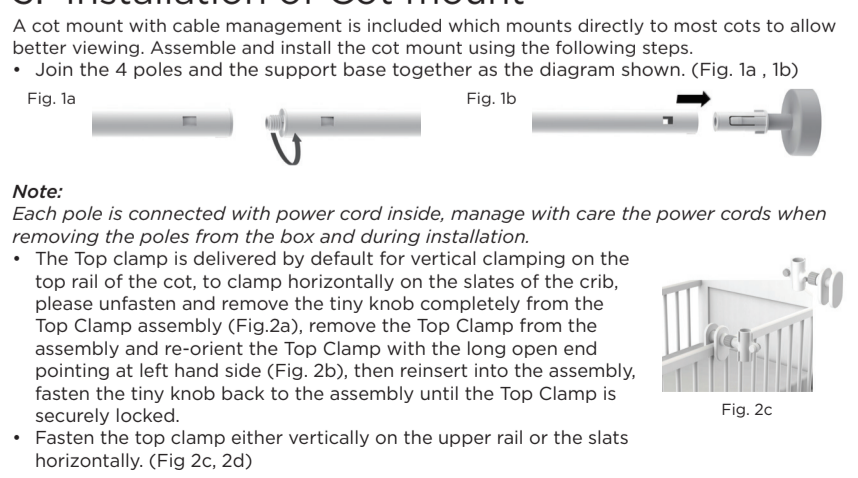 A cot mount with cable management is included which mounts directly to most cots to allow
better viewing. Assemble and install the cot mount using the following steps.
• Join the 4 poles and the support base together as the diagram shown. (Fig. 1a , 1b)
Fig. 1a
Fig. 1b
Note:
Each pole is connected with power cord inside, manage with care the power cords when
removing the poles from the box and during installation.
• The Top clamp is delivered by default for vertical clamping on the
top rail of the cot, to clamp horizontally on the slates of the crib,
please unfasten and remove the tiny knob completely from the
Top Clamp assembly (Fig.2a), remove the Top Clamp from the
assembly and re-orient the Top Clamp with the long open end
pointing at left hand side (Fig. 2b), then reinsert into the assembly,
fasten the tiny knob back to the assembly until the Top Clamp is
securely locked.
Fig. 2c
• Fasten the top clamp either vertically on the upper rail or the slats
horizontally. (Fig 2c, 2d)